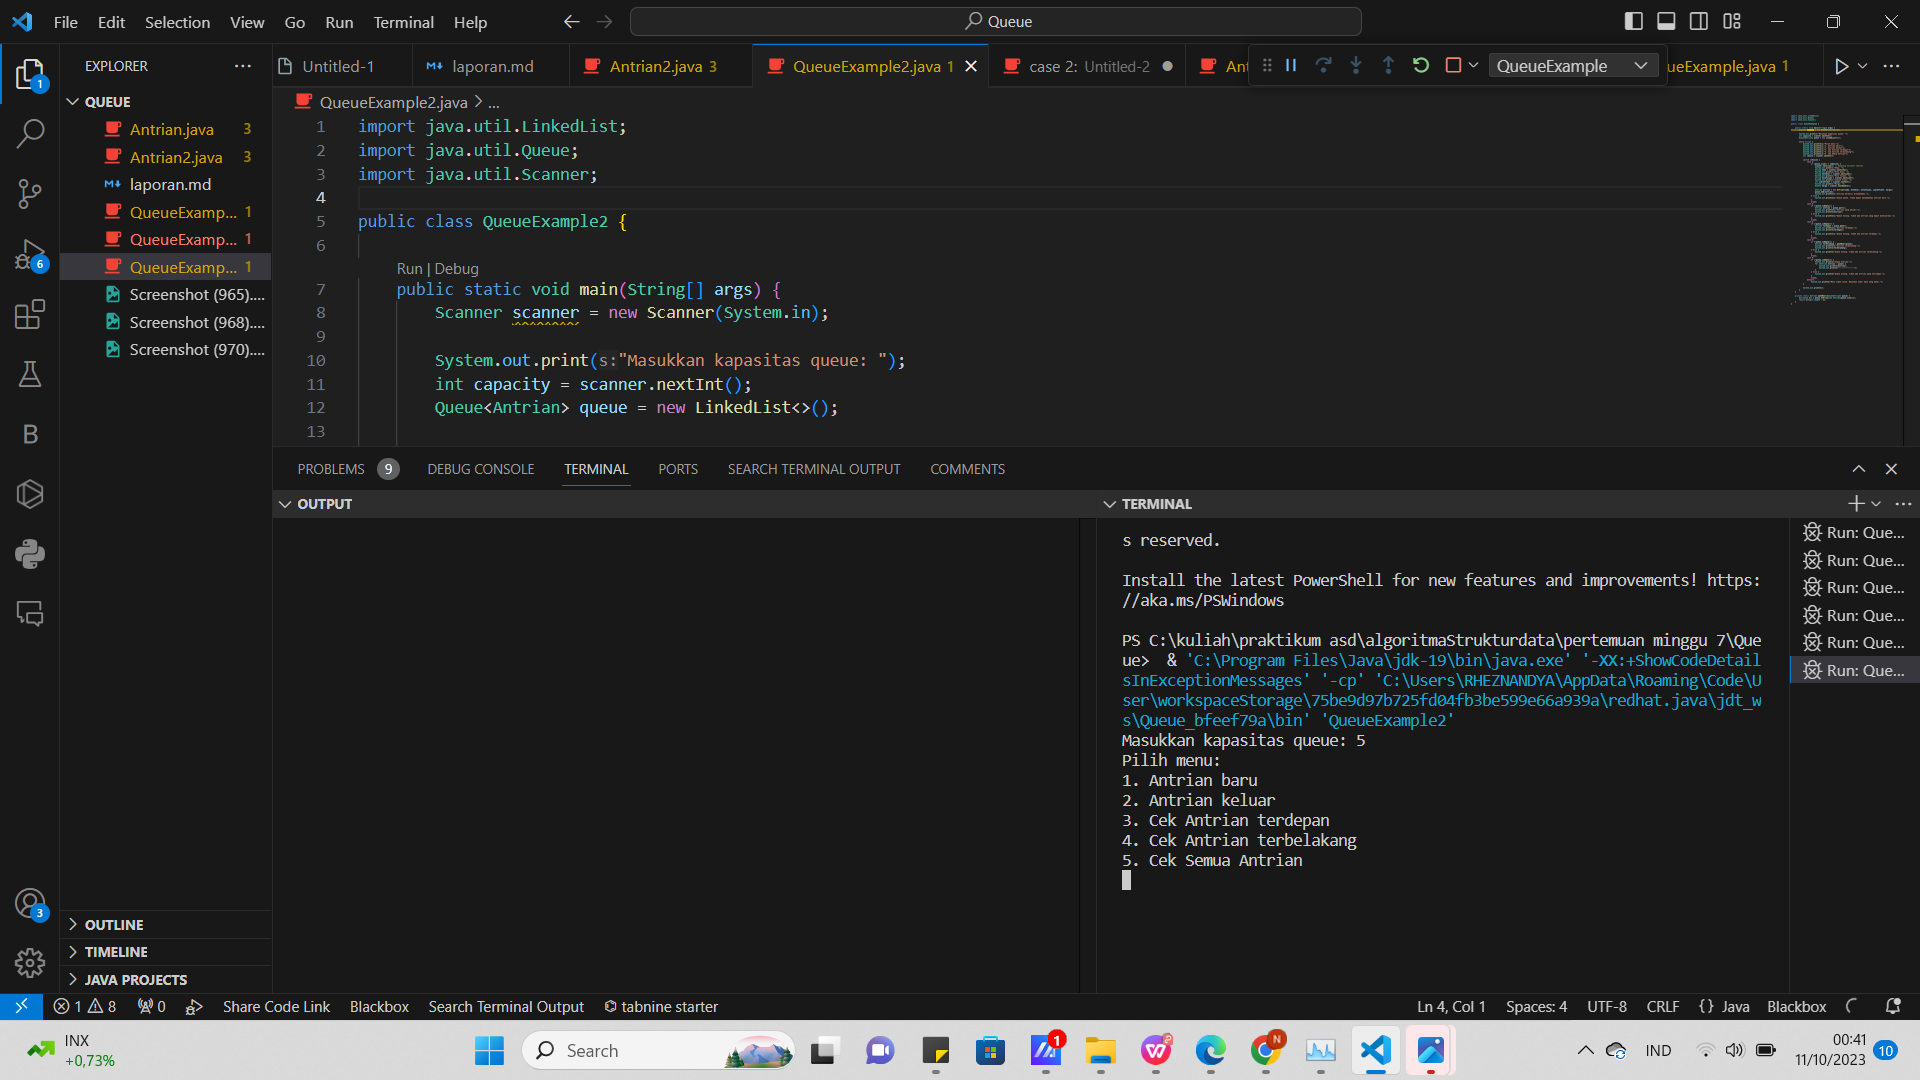 File Edit Selection View Go Run Terminal Help
Queue
EXPLORER
Untitled-1
laporan.md
Antrian2.java 3
QueueExample2.java 1
case 2: Untitled-2
Ant
QueueExample
ueExample.java 1
QUEUE
Antrian.java 3
Antrian2.java 3
laporan.md
QueueExamp... 1
QueueExamp... 1
QueueExamp... 1
Screenshot (965)....
Screenshot (968)....
Screenshot (970)....
QueueExample2.java > ...
1 import java.util.LinkedList;
2 import java.util.Queue;
3 import java.util.Scanner;
4
5 public class QueueExample2 {
6
Run | Debug
7 public static void main(String[] args) {
8 Scanner scanner = new Scanner(System.in);
9
10 System.out.print(s:"Masukkan kapasitas queue: ");
11 int capacity = scanner.nextInt();
12 Queue<Antrian> queue = new LinkedList<>();
13
PROBLEMS 9 DEBUG CONSOLE TERMINAL PORTS SEARCH TERMINAL OUTPUT COMMENTS
OUTPUT
TERMINAL
s reserved.
Install the latest PowerShell for new features and improvements! https:
//aka.ms/PSWindows
PS C:\kuliah\praktikum asd\algoritmaStrukturdata\pertemuan minggu 7\Que
ue>  & 'C:\Program Files\Java\jdk-19\bin\java.exe' '-XX:+ShowCodeDetail
sInExceptionMessages' '-cp' 'C:\Users\RHEZNANDYA\AppData\Roaming\Code\U
ser\workspaceStorage\75be9d97b725fd04fb3be599e66a939a\redhat.java\jdt_w
s\Queue_bfeef79a\bin' 'QueueExample2'
Masukkan kapasitas queue: 5
Pilih menu:
1. Antrian baru
2. Antrian keluar
3. Cek Antrian terdepan
4. Cek Antrian terbelakang
5. Cek Semua Antrian
Run: Que...
Run: Que...
Run: Que...
Run: Que...
Run: Que...
Run: Que...
1
6
B
3
OUTLINE
TIMELINE
JAVA PROJECTS
1 8 0 Share Code Link Blackbox Search Terminal Output tabnine starter
Ln 4, Col 1 Spaces: 4 UTF-8 CRLF {} Java Blackbox
INX
+0,73%
Search
1
N
IND
00:41
11/10/2023
10